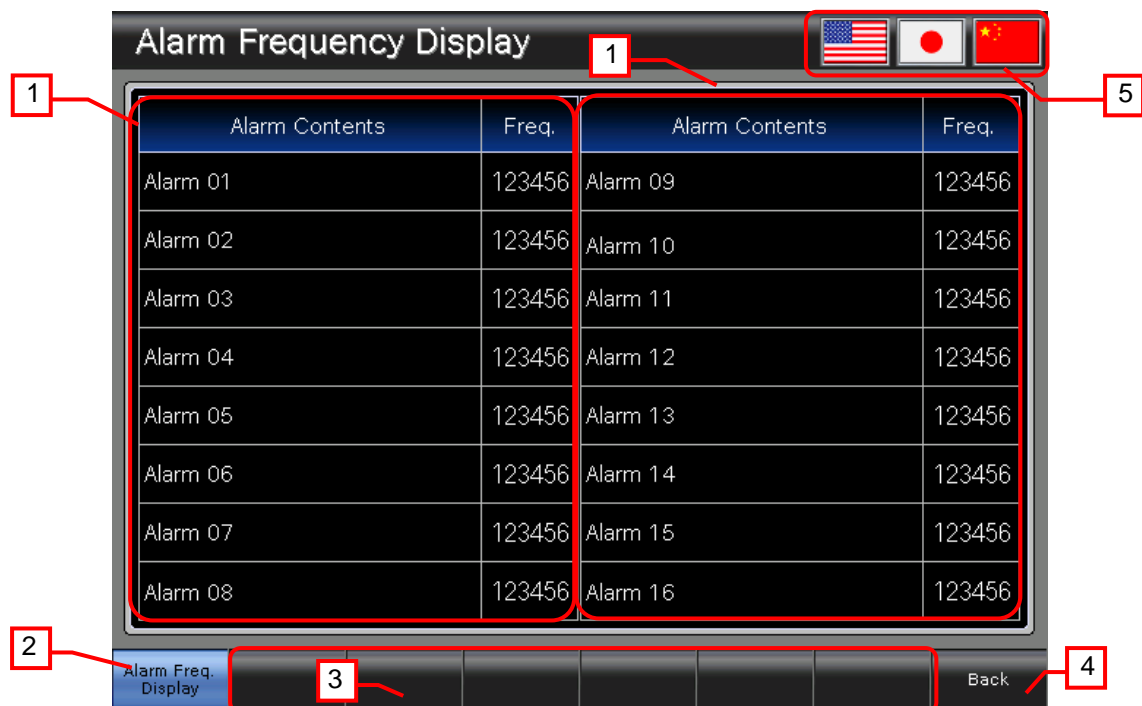 Alarm Frequency Display
1
1
5
Alarm Contents Freq. Alarm Contents Freq.
Alarm 01 123456 Alarm 09 123456
Alarm 02 123456 Alarm 10 123456
Alarm 03 123456 Alarm 11 123456
Alarm 04 123456 Alarm 12 123456
Alarm 05 123456 Alarm 13 123456
Alarm 06 123456 Alarm 14 123456
Alarm 07 123456 Alarm 15 123456
Alarm 08 123456 Alarm 16 123456
2
Alarm Freq.
Display
3
Back
4